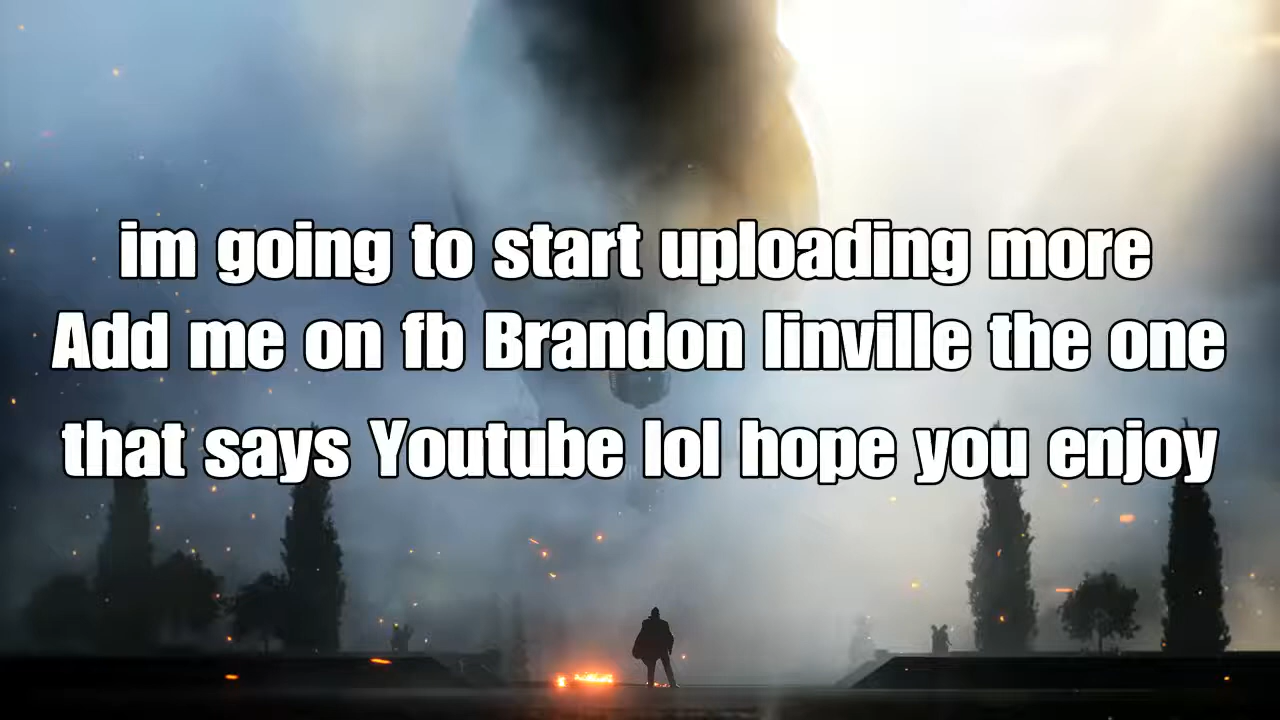 im going to start uploading more
Add me on fb Brandon linville the one
that says Youtube lol hope you enjoy